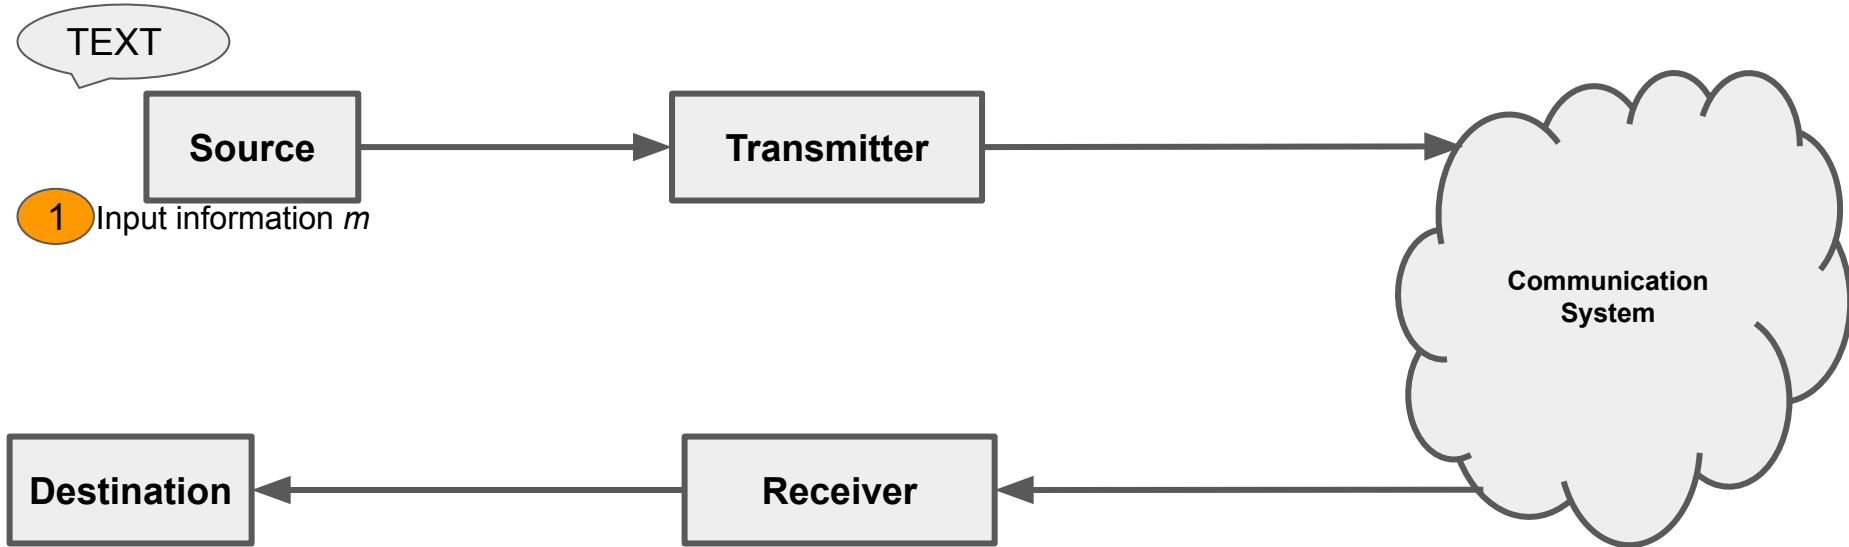 TEXT
Source
Transmitter
1 Input information m
Communication
System
Destination
Receiver